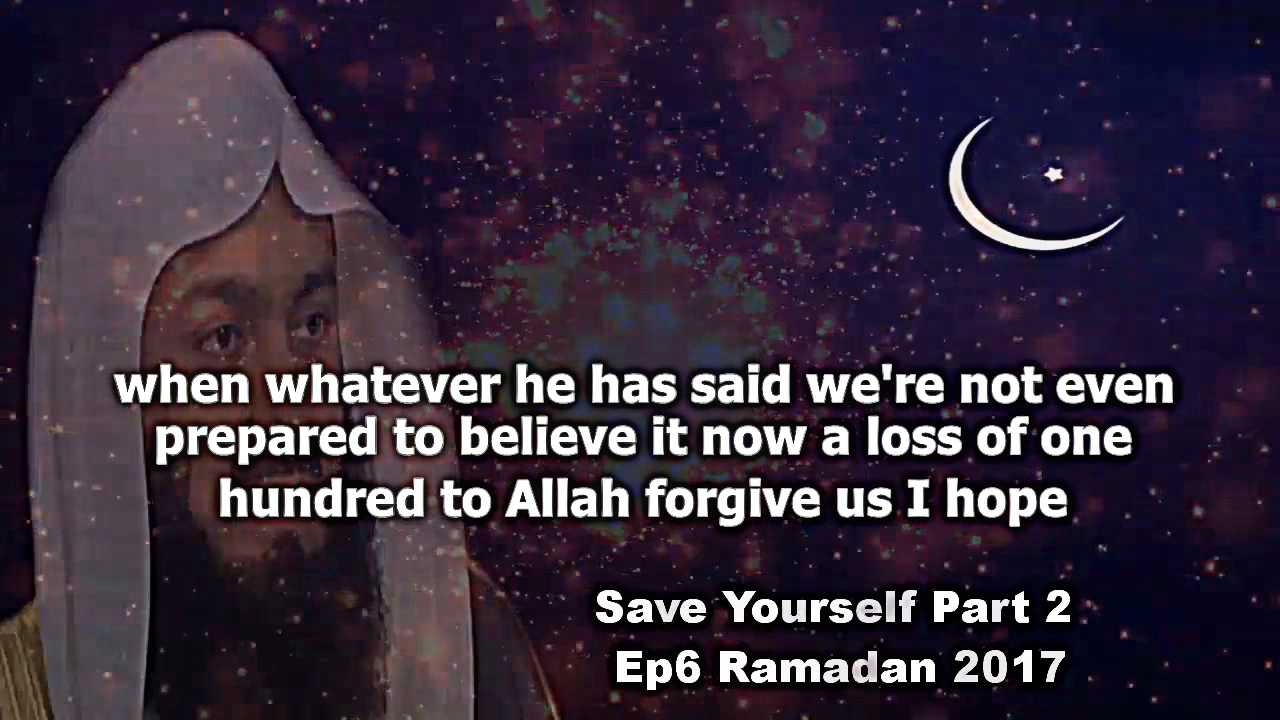 when whatever he has said we're not even
prepared to believe it now a loss of one
hundred to Allah forgive us I hope
Save Yourself Part 2
Ep6 Ramadan 2017